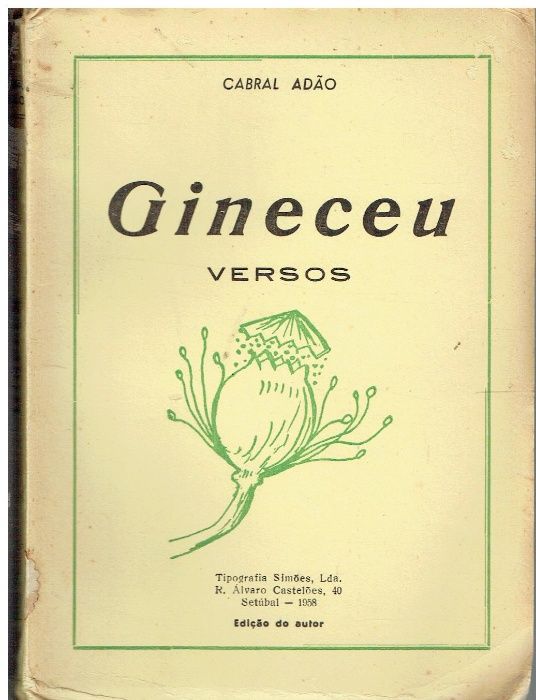 CABRAL ADÃO
Gineceu
VERSOS
Tipografia Simões, Lda.
R. Álvaro Castelões, 40
Setúbal — 1958
Edição do autor